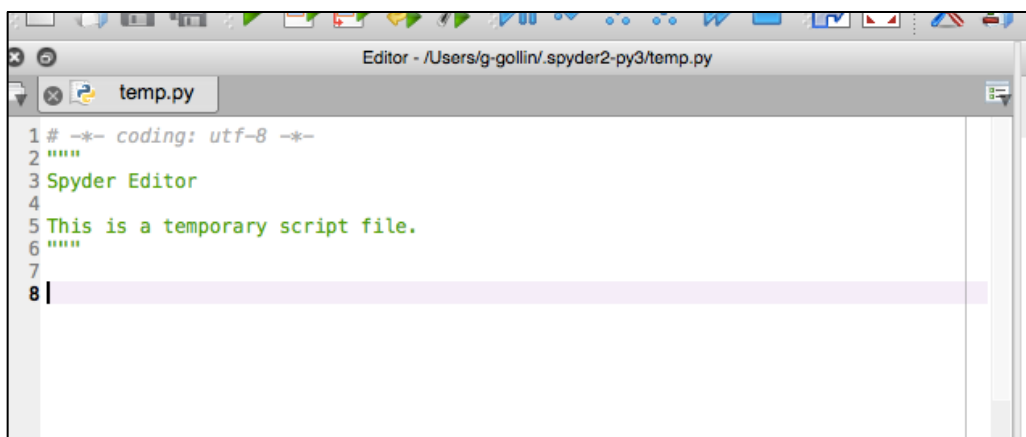 Editor - /Users/g-gollin/.spyder2-py3/temp.py
temp.py
1 # -*- coding: utf-8 -*-
2 """
3 Spyder Editor
4
5 This is a temporary script file.
6 """
7
8